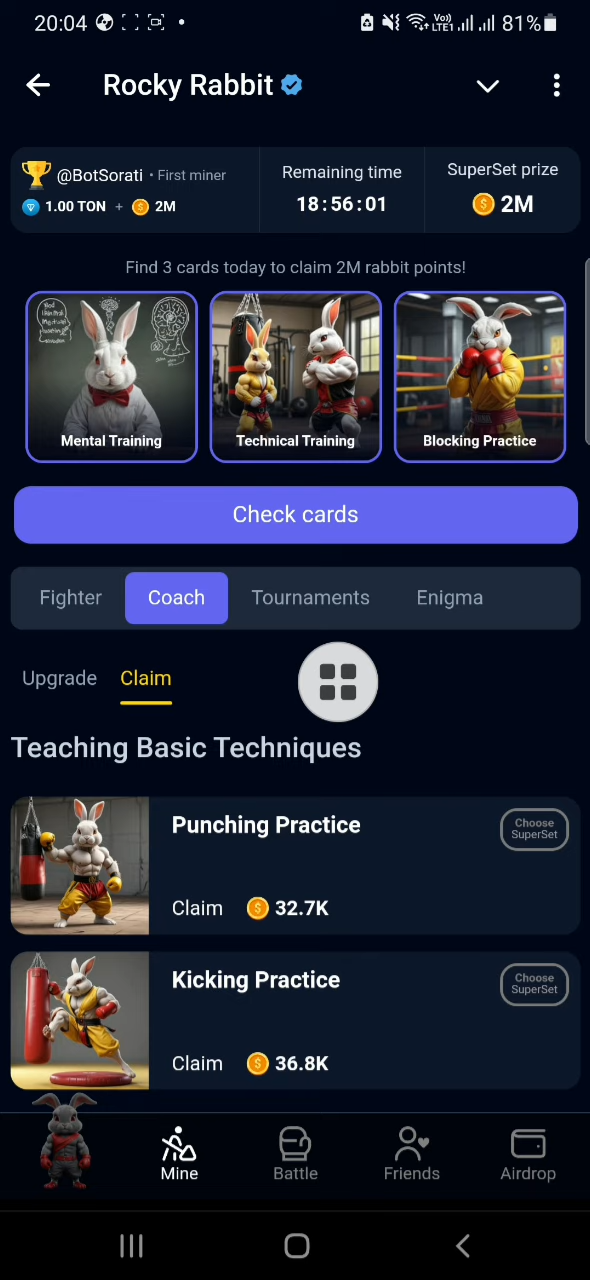 20:04
Vo)) LTE1 81%
Rocky Rabbit
@BotSorati • First miner
1.00 TON + 2M
Remaining time
18:56:01
SuperSet prize
2M
Find 3 cards today to claim 2M rabbit points!
Mental Training
Technical Training
Blocking Practice
Check cards
Fighter
Coach
Tournaments
Enigma
Upgrade
Claim
Teaching Basic Techniques
Punching Practice
Choose
SuperSet
Claim 32.7K
Kicking Practice
Choose
SuperSet
Claim 36.8K
Mine
Battle
Friends
Airdrop